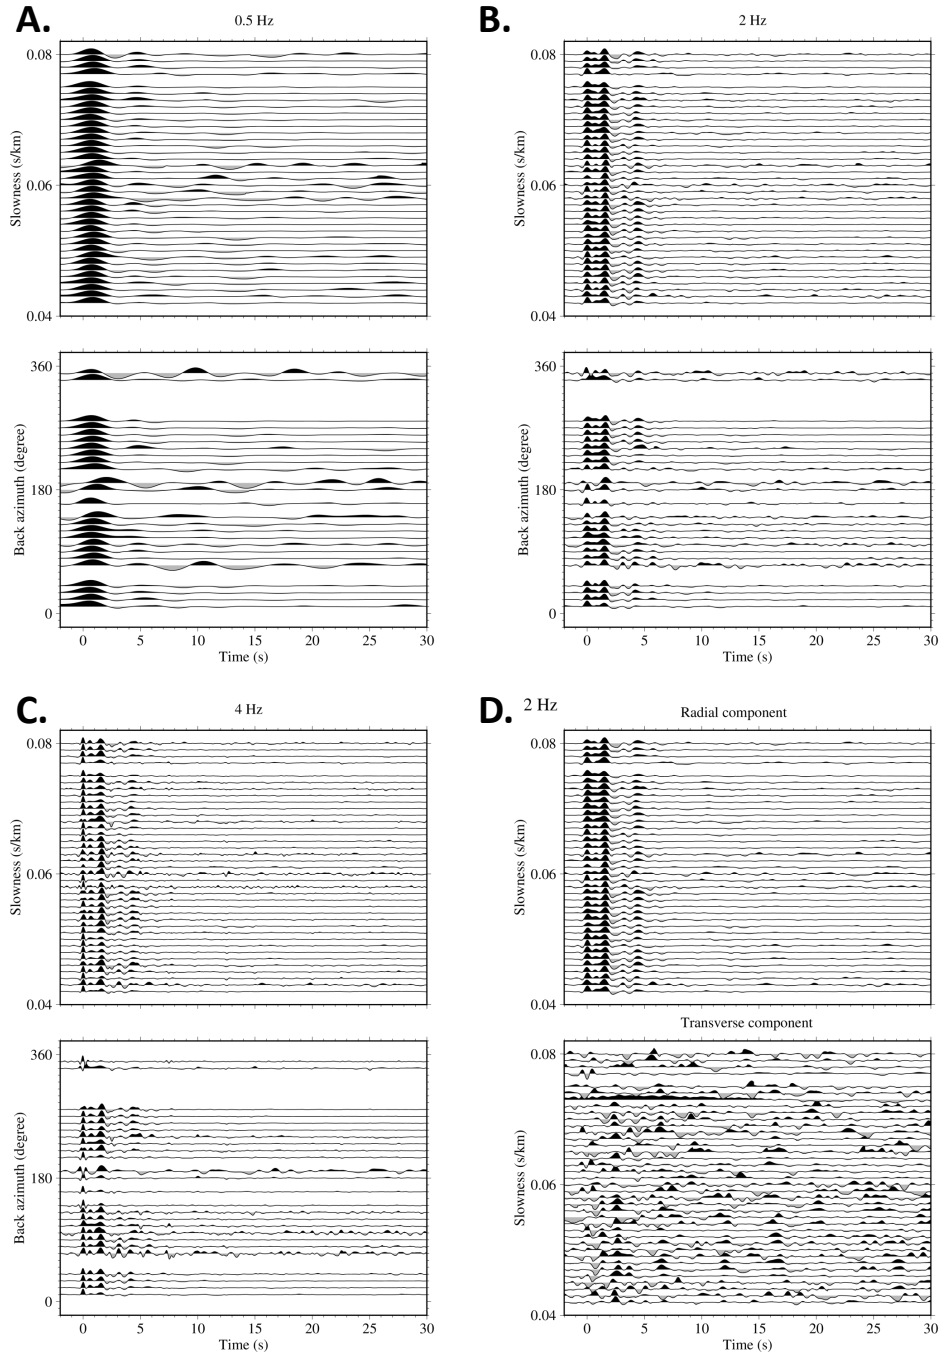 A.
0.5 Hz
0.08
0.06
0.04
Slowness (s/km)
360
180
0
Back azimuth (degree)
0 5 10 15 20 25 30
Time (s)
B.
2 Hz
0.08
0.06
0.04
Slowness (s/km)
360
180
0
Back azimuth (degree)
0 5 10 15 20 25 30
Time (s)
C.
4 Hz
0.08
0.06
0.04
Slowness (s/km)
360
180
0
Back azimuth (degree)
0 5 10 15 20 25 30
Time (s)
D. 2 Hz
Radial component
0.08
0.06
0.04
Slowness (s/km)
Transverse component
0.08
0.06
0.04
Slowness (s/km)
0 5 10 15 20 25 30
Time (s)